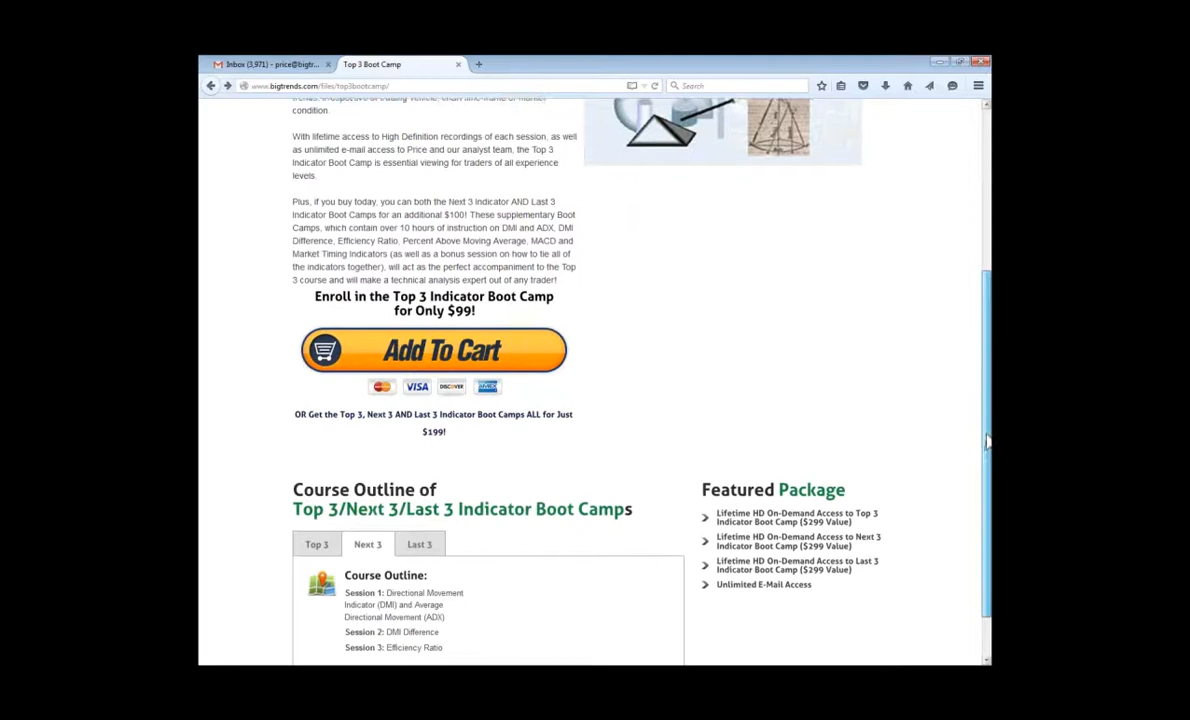 Inbox (3,971) - price@bigtr...
Top 3 Boot Camp
www.bigtrends.com/files/top3bootcamp/
Search
trends, irrespective of trading vehicle, chart time-frame or market
condition.
With lifetime access to High Definition recordings of each session, as well
as unlimited e-mail access to Price and our analyst team, the Top 3
Indicator Boot Camp is essential viewing for traders of all experience
levels.
Plus, if you buy today, you can both the Next 3 Indicator AND Last 3
Indicator Boot Camps for an additional $100! These supplementary Boot
Camps, which contain over 10 hours of instruction on DMI and ADX, DMI
Difference, Efficiency Ratio, Percent Above Moving Average, MACD and
Market Timing Indicators (as well as a bonus session on how to tie all of
the indicators together), will act as the perfect accompaniment to the Top
3 course and will make a technical analysis expert out of any trader!
Enroll in the Top 3 Indicator Boot Camp
for Only $99!
Add To Cart
VISA
DISCOVER
OR Get the Top 3, Next 3 AND Last 3 Indicator Boot Camps ALL for Just
$199!
Course Outline of
Top 3/Next 3/Last 3 Indicator Boot Camps
Top 3
Next 3
Last 3
Course Outline:
Session 1: Directional Movement
Indicator (DMI) and Average
Directional Movement (ADX)
Session 2: DMI Difference
Session 3: Efficiency Ratio
Featured Package
Lifetime HD On-Demand Access to Top 3
Indicator Boot Camp ($299 Value)
Lifetime HD On-Demand Access to Next 3
Indicator Boot Camp ($299 Value)
Lifetime HD On-Demand Access to Last 3
Indicator Boot Camp ($299 Value)
Unlimited E-Mail Access